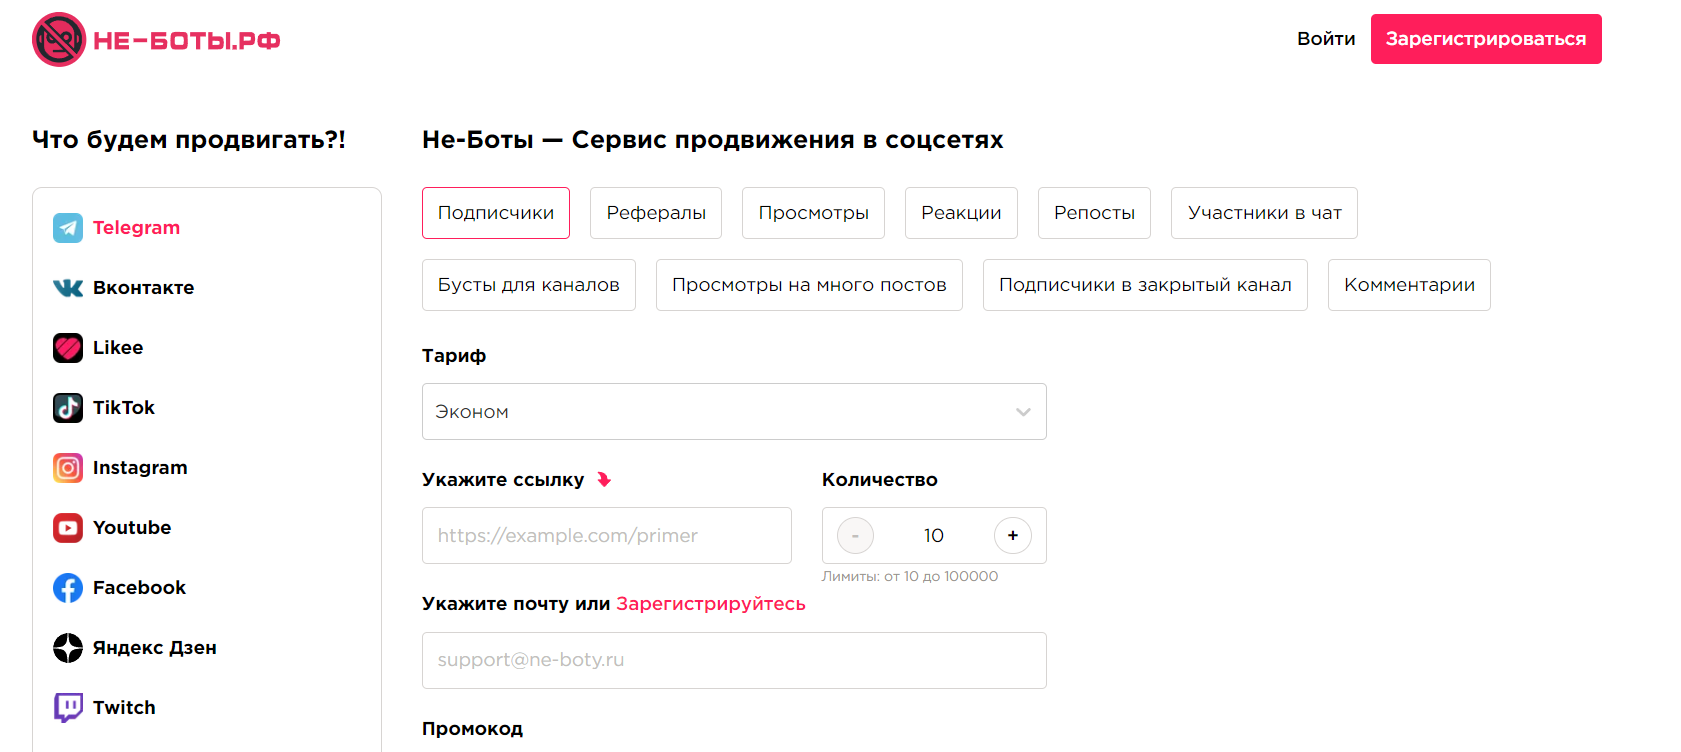 НЕ-БОТЫ.РФ
Войти
Зарегистрироваться
Что будем продвигать?!
Telegram
Вконтакте
Likee
TikTok
Instagram
Youtube
Facebook
Яндекс Дзен
Twitch
Не-Боты — Сервис продвижения в соцсетях
Подписчики
Рефералы
Просмотры
Реакции
Репосты
Участники в чат
Бусты для каналов
Просмотры на много постов
Подписчики в закрытый канал
Комментарии
Тариф
Эконом
Укажите ссылку
https://example.com/primer
Количество
- 10 +
Лимиты: от 10 до 100000
Укажите почту или Зарегистрируйтесь
support@ne-boty.ru
Промокод